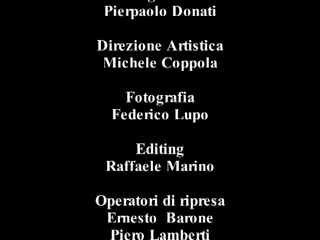 Pierpaolo Donati
Direzione Artistica
Michele Coppola
Fotografia
Federico Lupo
Editing
Raffaele Marino
Operatori di ripresa
Ernesto Barone
Piero Lamberti